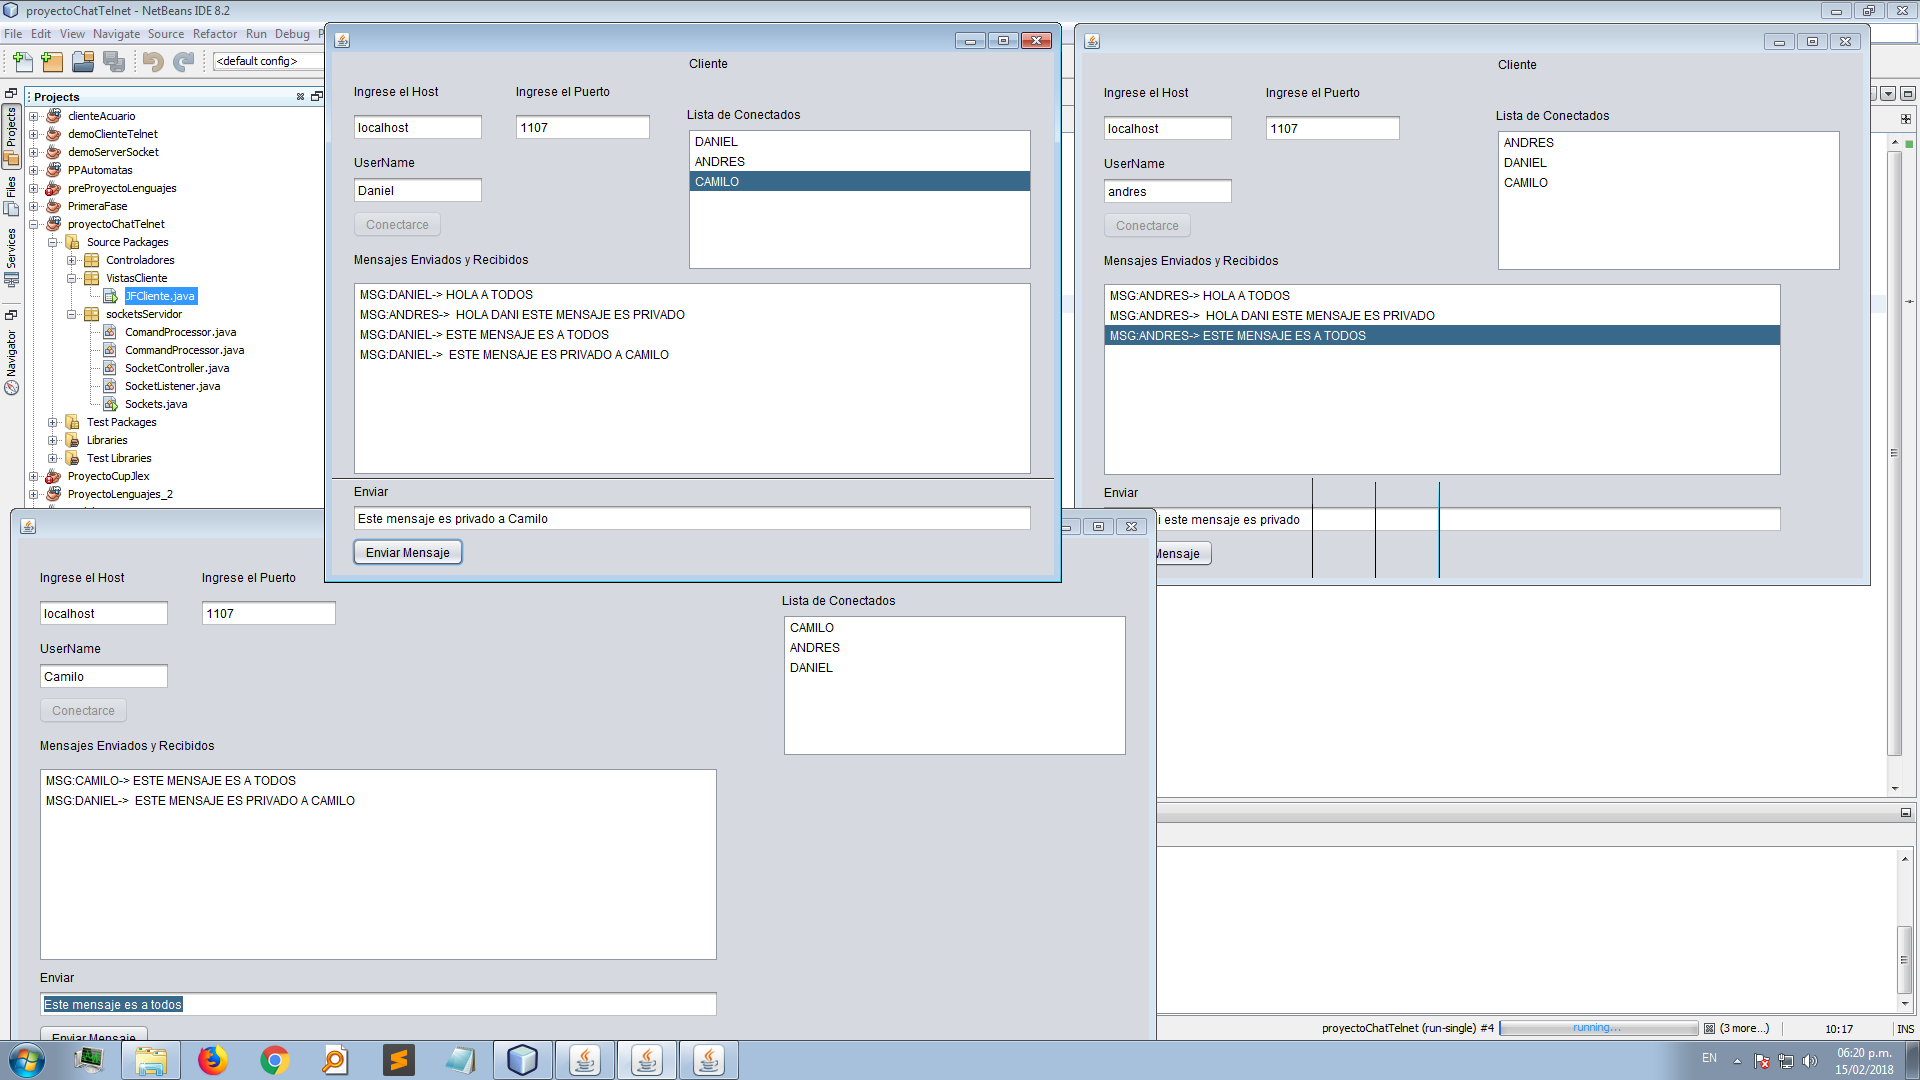 proyectoChatTelnet - NetBeans IDE 8.2
File Edit View Navigate Source Refactor Run Debug
<default config>
Projects
Files
Services
Navigator
Projects
clienteAcuario
demoClienteTelnet
demoServerSocket
PPAutomatas
preProyectoLenguajes
PrimeraFase
proyectoChatTelnet
Source Packages
Controladores
VistasCliente
JFCliente.java
socketsServidor
ComandProcessor.java
CommandProcessor.java
SocketController.java
SocketListener.java
Sockets.java
Test Packages
Libraries
Test Libraries
ProyectoCupJlex
ProyectoLenguajes_2
Cliente
Ingrese el Host
Ingrese el Puerto
Lista de Conectados
localhost
1107
DANIEL
ANDRES
CAMILO
UserName
Daniel
Conectarce
Mensajes Enviados y Recibidos
MSG:DANIEL-> HOLA A TODOS
MSG:ANDRES->  HOLA DANI ESTE MENSAJE ES PRIVADO
MSG:DANIEL-> ESTE MENSAJE ES A TODOS
MSG:DANIEL->  ESTE MENSAJE ES PRIVADO A CAMILO
Enviar
Este mensaje es privado a Camilo
Enviar Mensaje
Cliente
Ingrese el Host
Ingrese el Puerto
Lista de Conectados
localhost
1107
ANDRES
DANIEL
CAMILO
UserName
andres
Conectarce
Mensajes Enviados y Recibidos
MSG:ANDRES-> HOLA A TODOS
MSG:ANDRES->  HOLA DANI ESTE MENSAJE ES PRIVADO
MSG:ANDRES-> ESTE MENSAJE ES A TODOS
Enviar
i este mensaje es privado
Mensaje
Ingrese el Host
Ingrese el Puerto
Lista de Conectados
localhost
1107
CAMILO
ANDRES
DANIEL
UserName
Camilo
Conectarce
Mensajes Enviados y Recibidos
MSG:CAMILO-> ESTE MENSAJE ES A TODOS
MSG:DANIEL->  ESTE MENSAJE ES PRIVADO A CAMILO
Enviar
Este mensaje es a todos
Enviar Mensaje
proyectoChatTelnet (run-single) #4
running...
(3 more...)
10:17
INS
EN
06:20 p.m.
15/02/2018